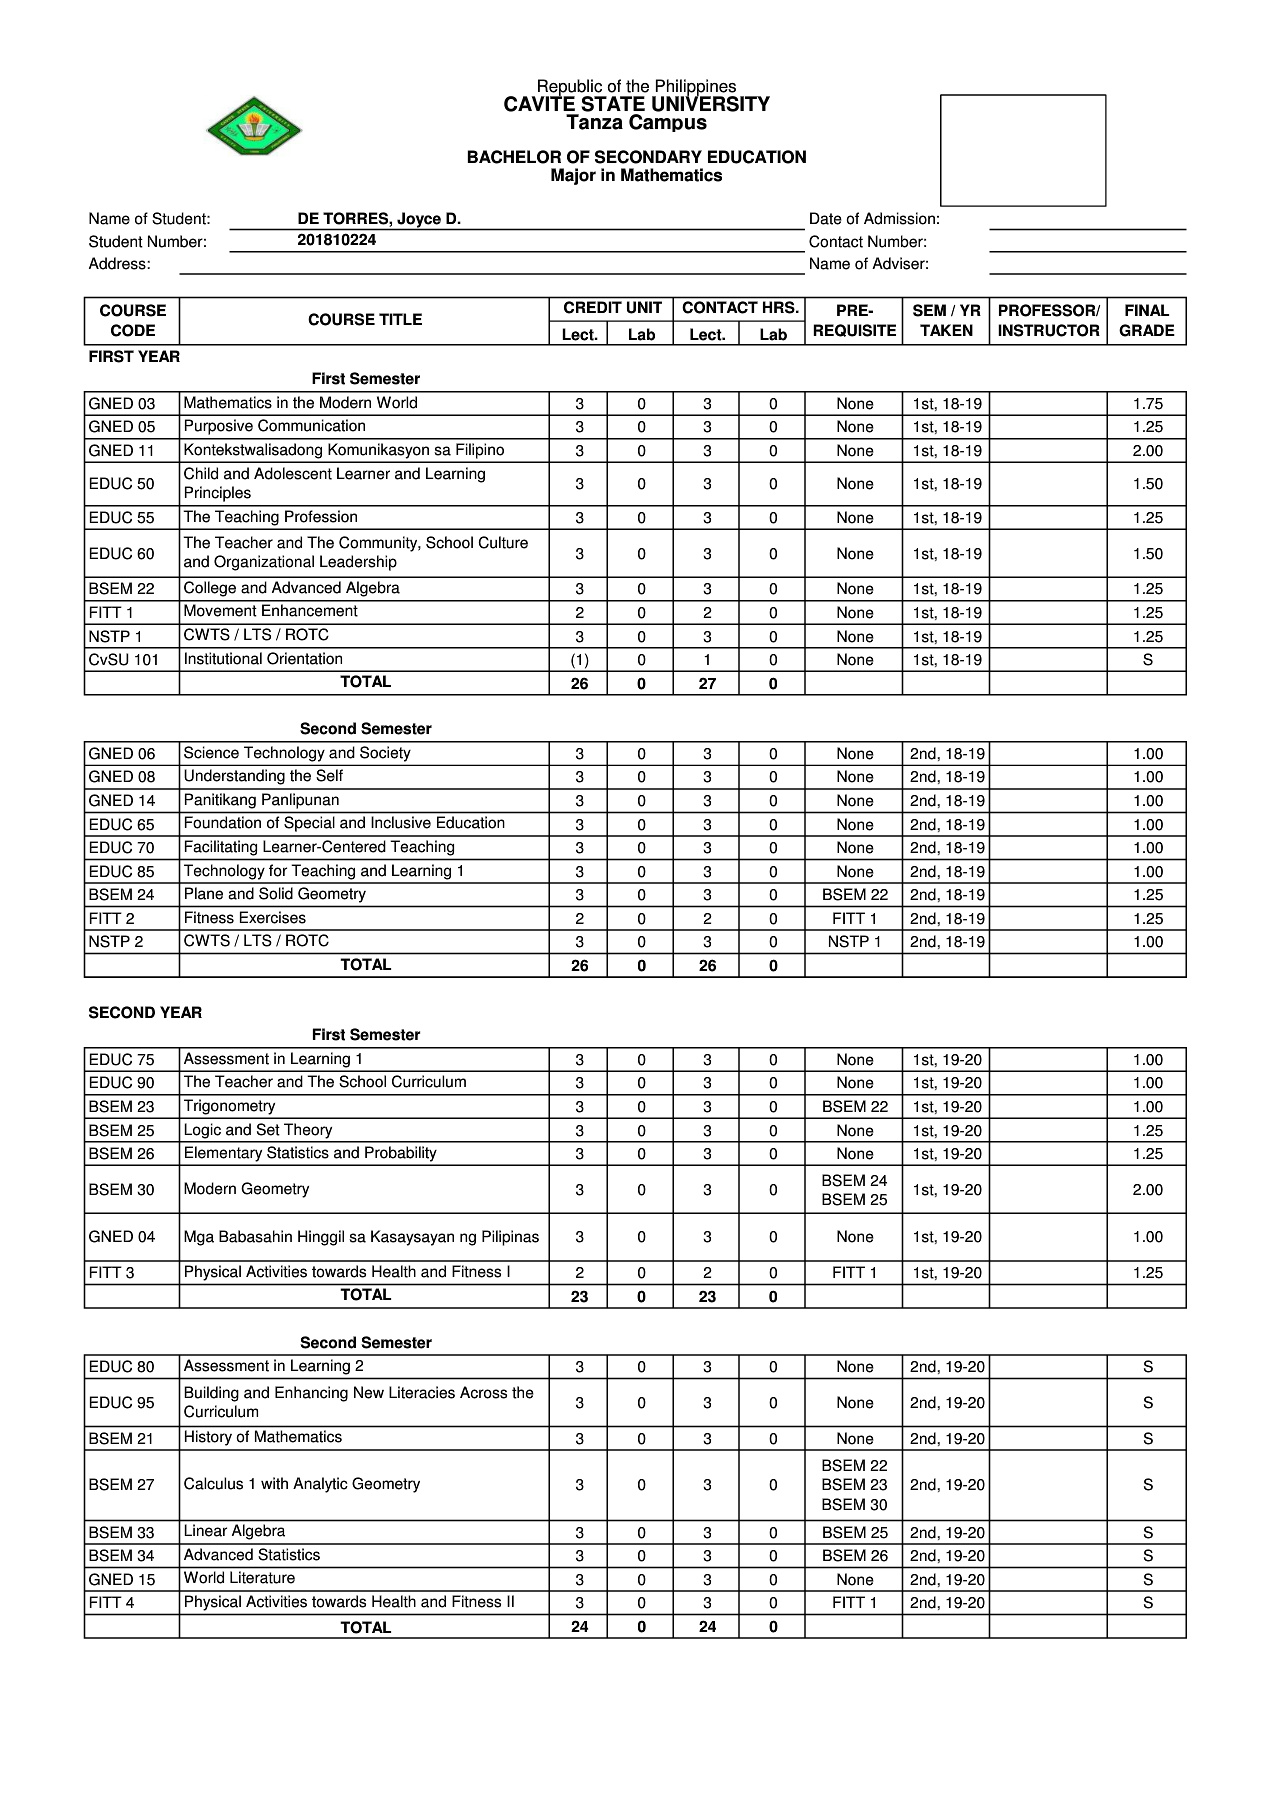 Republic of the Philippines
CAVITE STATE UNIVERSITY
Tanza Campus
BACHELOR OF SECONDARY EDUCATION
Major in Mathematics
Name of Student: DE TORRES, Joyce D. Date of Admission:
Student Number: 201810224 Contact Number:
Address: Name of Adviser:
COURSE CODE COURSE TITLE CREDIT UNIT CONTACT HRS. PRE-REQUISITE SEM / YR TAKEN PROFESSOR/ INSTRUCTOR FINAL GRADE
Lect. Lab Lect. Lab
FIRST YEAR
First Semester
GNED 03 Mathematics in the Modern World 3 0 3 0 None 1st, 18-19 1.75
GNED 05 Purposive Communication 3 0 3 0 None 1st, 18-19 1.25
GNED 11 Kontekstwalisadong Komunikasyon sa Filipino 3 0 3 0 None 1st, 18-19 2.00
EDUC 50 Child and Adolescent Learner and Learning Principles 3 0 3 0 None 1st, 18-19 1.50
EDUC 55 The Teaching Profession 3 0 3 0 None 1st, 18-19 1.25
EDUC 60 The Teacher and The Community, School Culture and Organizational Leadership 3 0 3 0 None 1st, 18-19 1.50
BSEM 22 College and Advanced Algebra 3 0 3 0 None 1st, 18-19 1.25
FITT 1 Movement Enhancement 2 0 2 0 None 1st, 18-19 1.25
NSTP 1 CWTS / LTS / ROTC 3 0 3 0 None 1st, 18-19 1.25
CvSU 101 Institutional Orientation (1) 0 1 0 None 1st, 18-19 S
TOTAL 26 0 27 0
Second Semester
GNED 06 Science Technology and Society 3 0 3 0 None 2nd, 18-19 1.00
GNED 08 Understanding the Self 3 0 3 0 None 2nd, 18-19 1.00
GNED 14 Panitikang Panlipunan 3 0 3 0 None 2nd, 18-19 1.00
EDUC 65 Foundation of Special and Inclusive Education 3 0 3 0 None 2nd, 18-19 1.00
EDUC 70 Facilitating Learner-Centered Teaching 3 0 3 0 None 2nd, 18-19 1.00
EDUC 85 Technology for Teaching and Learning 1 3 0 3 0 None 2nd, 18-19 1.00
BSEM 24 Plane and Solid Geometry 3 0 3 0 BSEM 22 2nd, 18-19 1.25
FITT 2 Fitness Exercises 2 0 2 0 FITT 1 2nd, 18-19 1.25
NSTP 2 CWTS / LTS / ROTC 3 0 3 0 NSTP 1 2nd, 18-19 1.00
TOTAL 26 0 26 0
SECOND YEAR
First Semester
EDUC 75 Assessment in Learning 1 3 0 3 0 None 1st, 19-20 1.00
EDUC 90 The Teacher and The School Curriculum 3 0 3 0 None 1st, 19-20 1.00
BSEM 23 Trigonometry 3 0 3 0 BSEM 22 1st, 19-20 1.00
BSEM 25 Logic and Set Theory 3 0 3 0 None 1st, 19-20 1.25
BSEM 26 Elementary Statistics and Probability 3 0 3 0 None 1st, 19-20 1.25
BSEM 30 Modern Geometry 3 0 3 0 BSEM 24 BSEM 25 1st, 19-20 2.00
GNED 04 Mga Babasahin Hinggil sa Kasaysayan ng Pilipinas 3 0 3 0 None 1st, 19-20 1.00
FITT 3 Physical Activities towards Health and Fitness I 2 0 2 0 FITT 1 1st, 19-20 1.25
TOTAL 23 0 23 0
Second Semester
EDUC 80 Assessment in Learning 2 3 0 3 0 None 2nd, 19-20 S
EDUC 95 Building and Enhancing New Literacies Across the Curriculum 3 0 3 0 None 2nd, 19-20 S
BSEM 21 History of Mathematics 3 0 3 0 None 2nd, 19-20 S
BSEM 27 Calculus 1 with Analytic Geometry 3 0 3 0 BSEM 22 BSEM 23 BSEM 30 2nd, 19-20 S
BSEM 33 Linear Algebra 3 0 3 0 BSEM 25 2nd, 19-20 S
BSEM 34 Advanced Statistics 3 0 3 0 BSEM 26 2nd, 19-20 S
GNED 15 World Literature 3 0 3 0 None 2nd, 19-20 S
FITT 4 Physical Activities towards Health and Fitness II 3 0 3 0 FITT 1 2nd, 19-20 S
TOTAL 24 0 24 0